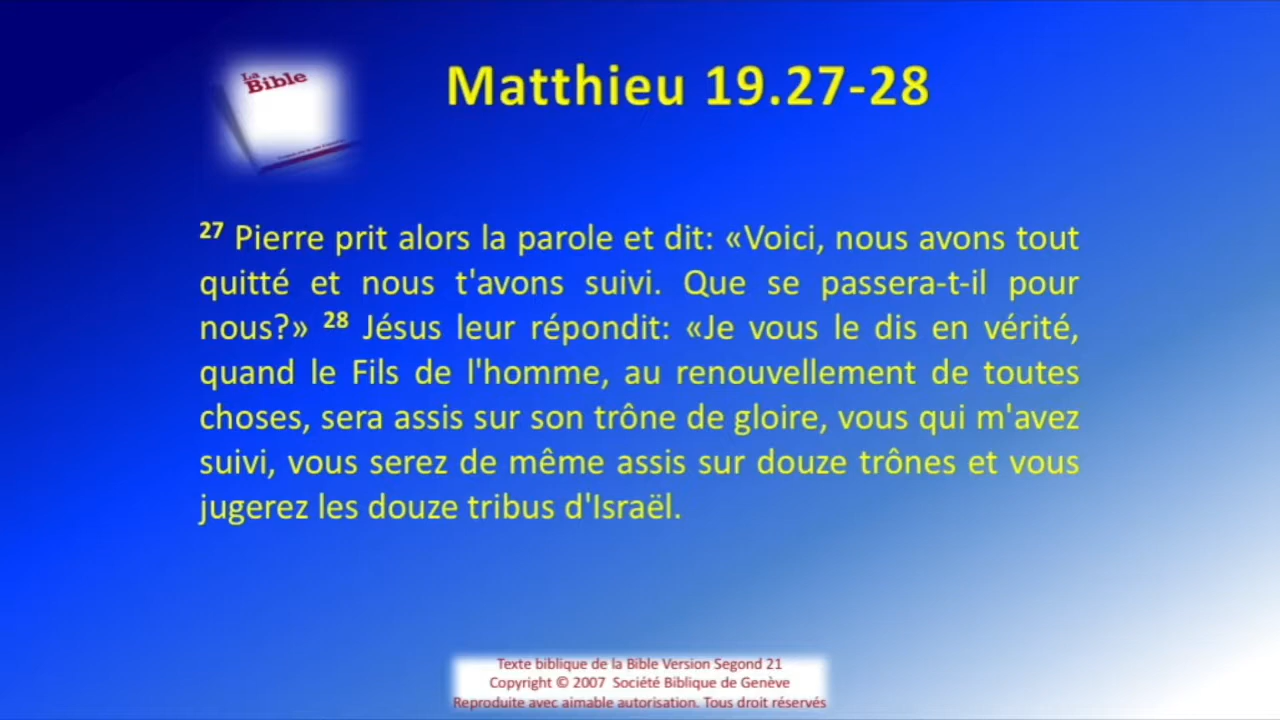 La
Bible
Matthieu 19.27-28
27 Pierre prit alors la parole et dit: «Voici, nous avons tout
quitté et nous t'avons suivi. Que se passera-t-il pour
nous?» 28 Jésus leur répondit: «Je vous le dis en vérité,
quand le Fils de l'homme, au renouvellement de toutes
choses, sera assis sur son trône de gloire, vous qui m'avez
suivi, vous serez de même assis sur douze trônes et vous
jugerez les douze tribus d'Israël.
Texte biblique de la Bible Version Segond 21
Copyright © 2007 Société Biblique de Genève
Reproduite avec aimable autorisation. Tous droit réservés